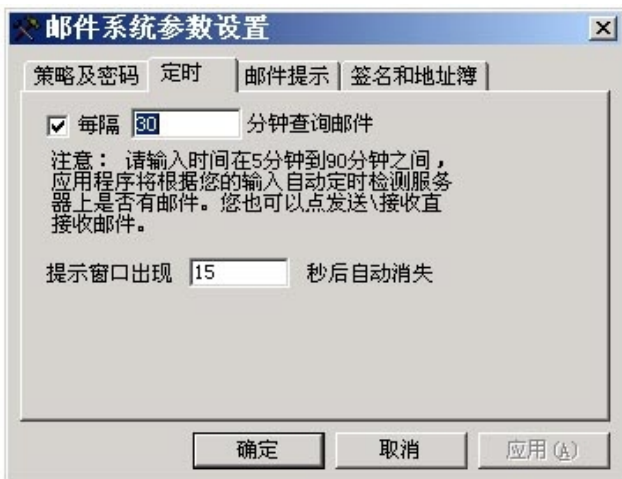 邮件系统参数设置
策略及密码 定时 邮件提示 签名和地址簿
每隔 30 分钟查询邮件
注意： 请输入时间在5分钟到90分钟之间，
应用程序将根据您的输入自动定时检测服务
器上是否有邮件。您也可以点发送\接收直
接收邮件。
提示窗口出现 15 秒后自动消失
确定 取消 应用(A)